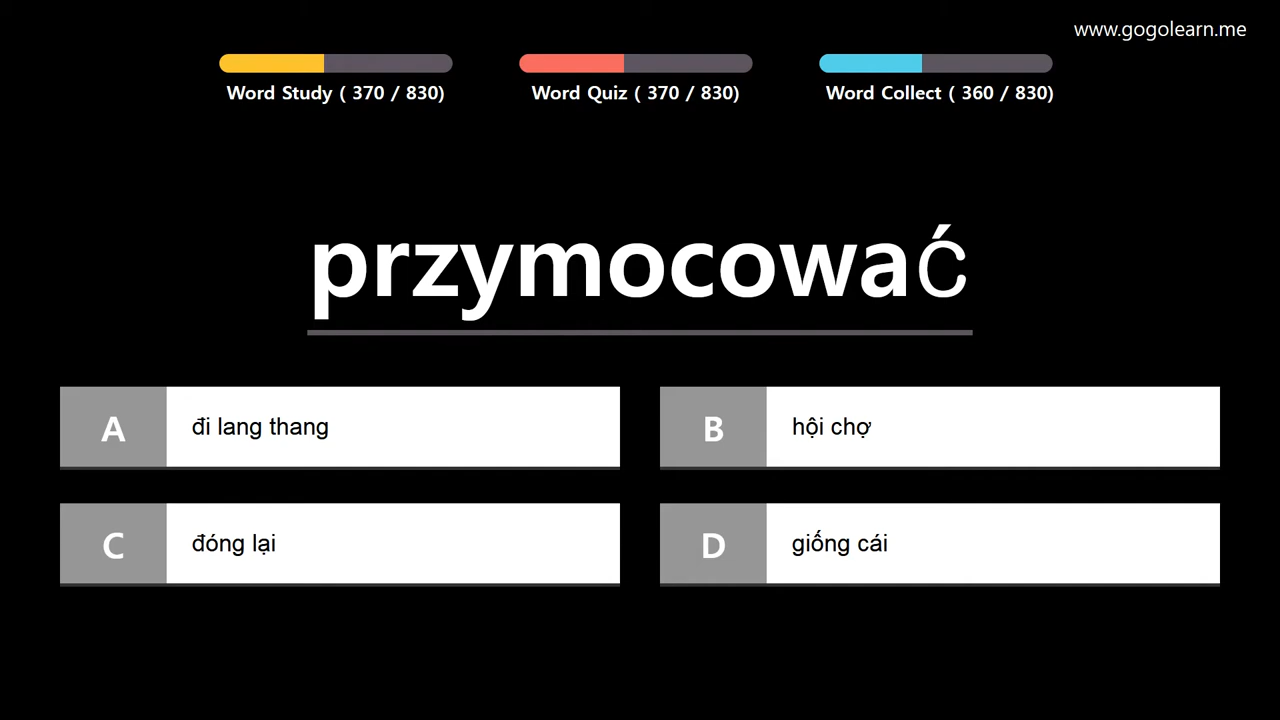 www.gogolearn.me
Word Study ( 370 / 830)
Word Quiz ( 370 / 830)
Word Collect ( 360 / 830)
przymocować
A đi lang thang
B hội chợ
C đóng lại
D giống cái